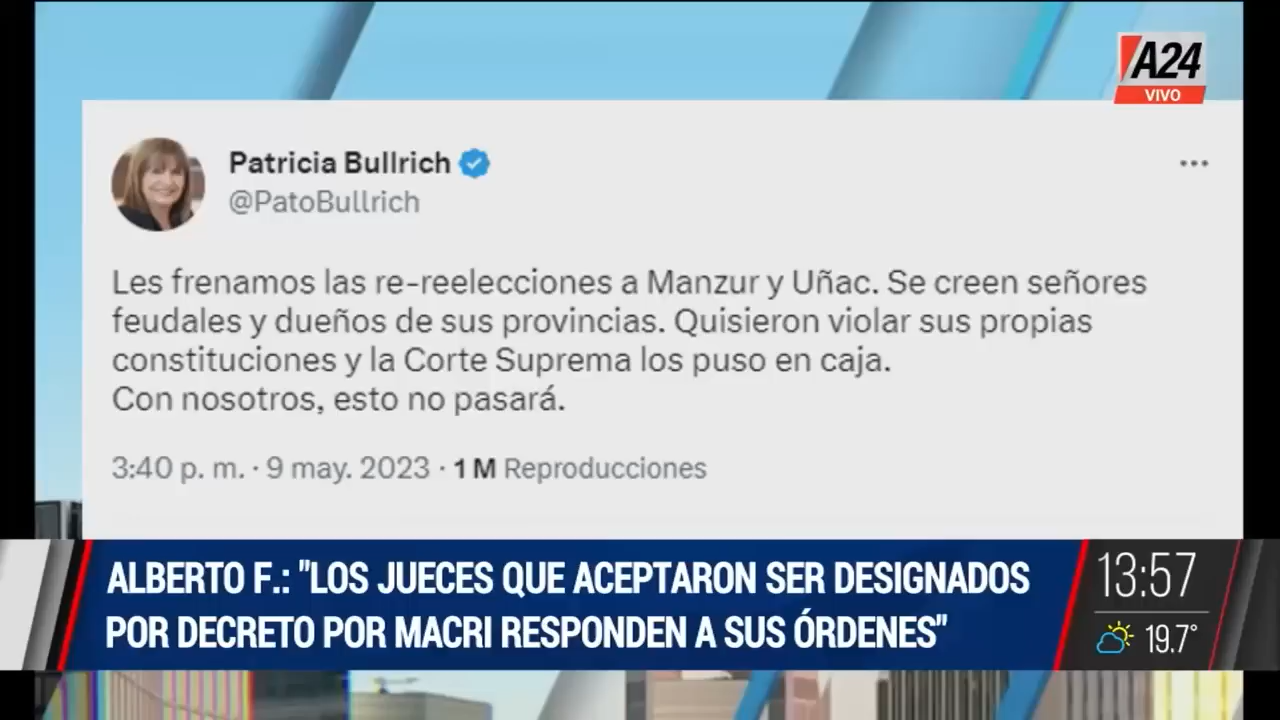 A24
VIVO
Patricia Bullrich
@PatoBullrich
Les frenamos las re-reelecciones a Manzur y Uñac. Se creen señores
feudales y dueños de sus provincias. Quisieron violar sus propias
constituciones y la Corte Suprema los puso en caja.
Con nosotros, esto no pasará.
3:40 p. m. · 9 may. 2023 · 1 M Reproducciones
ALBERTO F.: "LOS JUECES QUE ACEPTARON SER DESIGNADOS
POR DECRETO POR MACRI RESPONDEN A SUS ÓRDENES"
13:57
19.7°